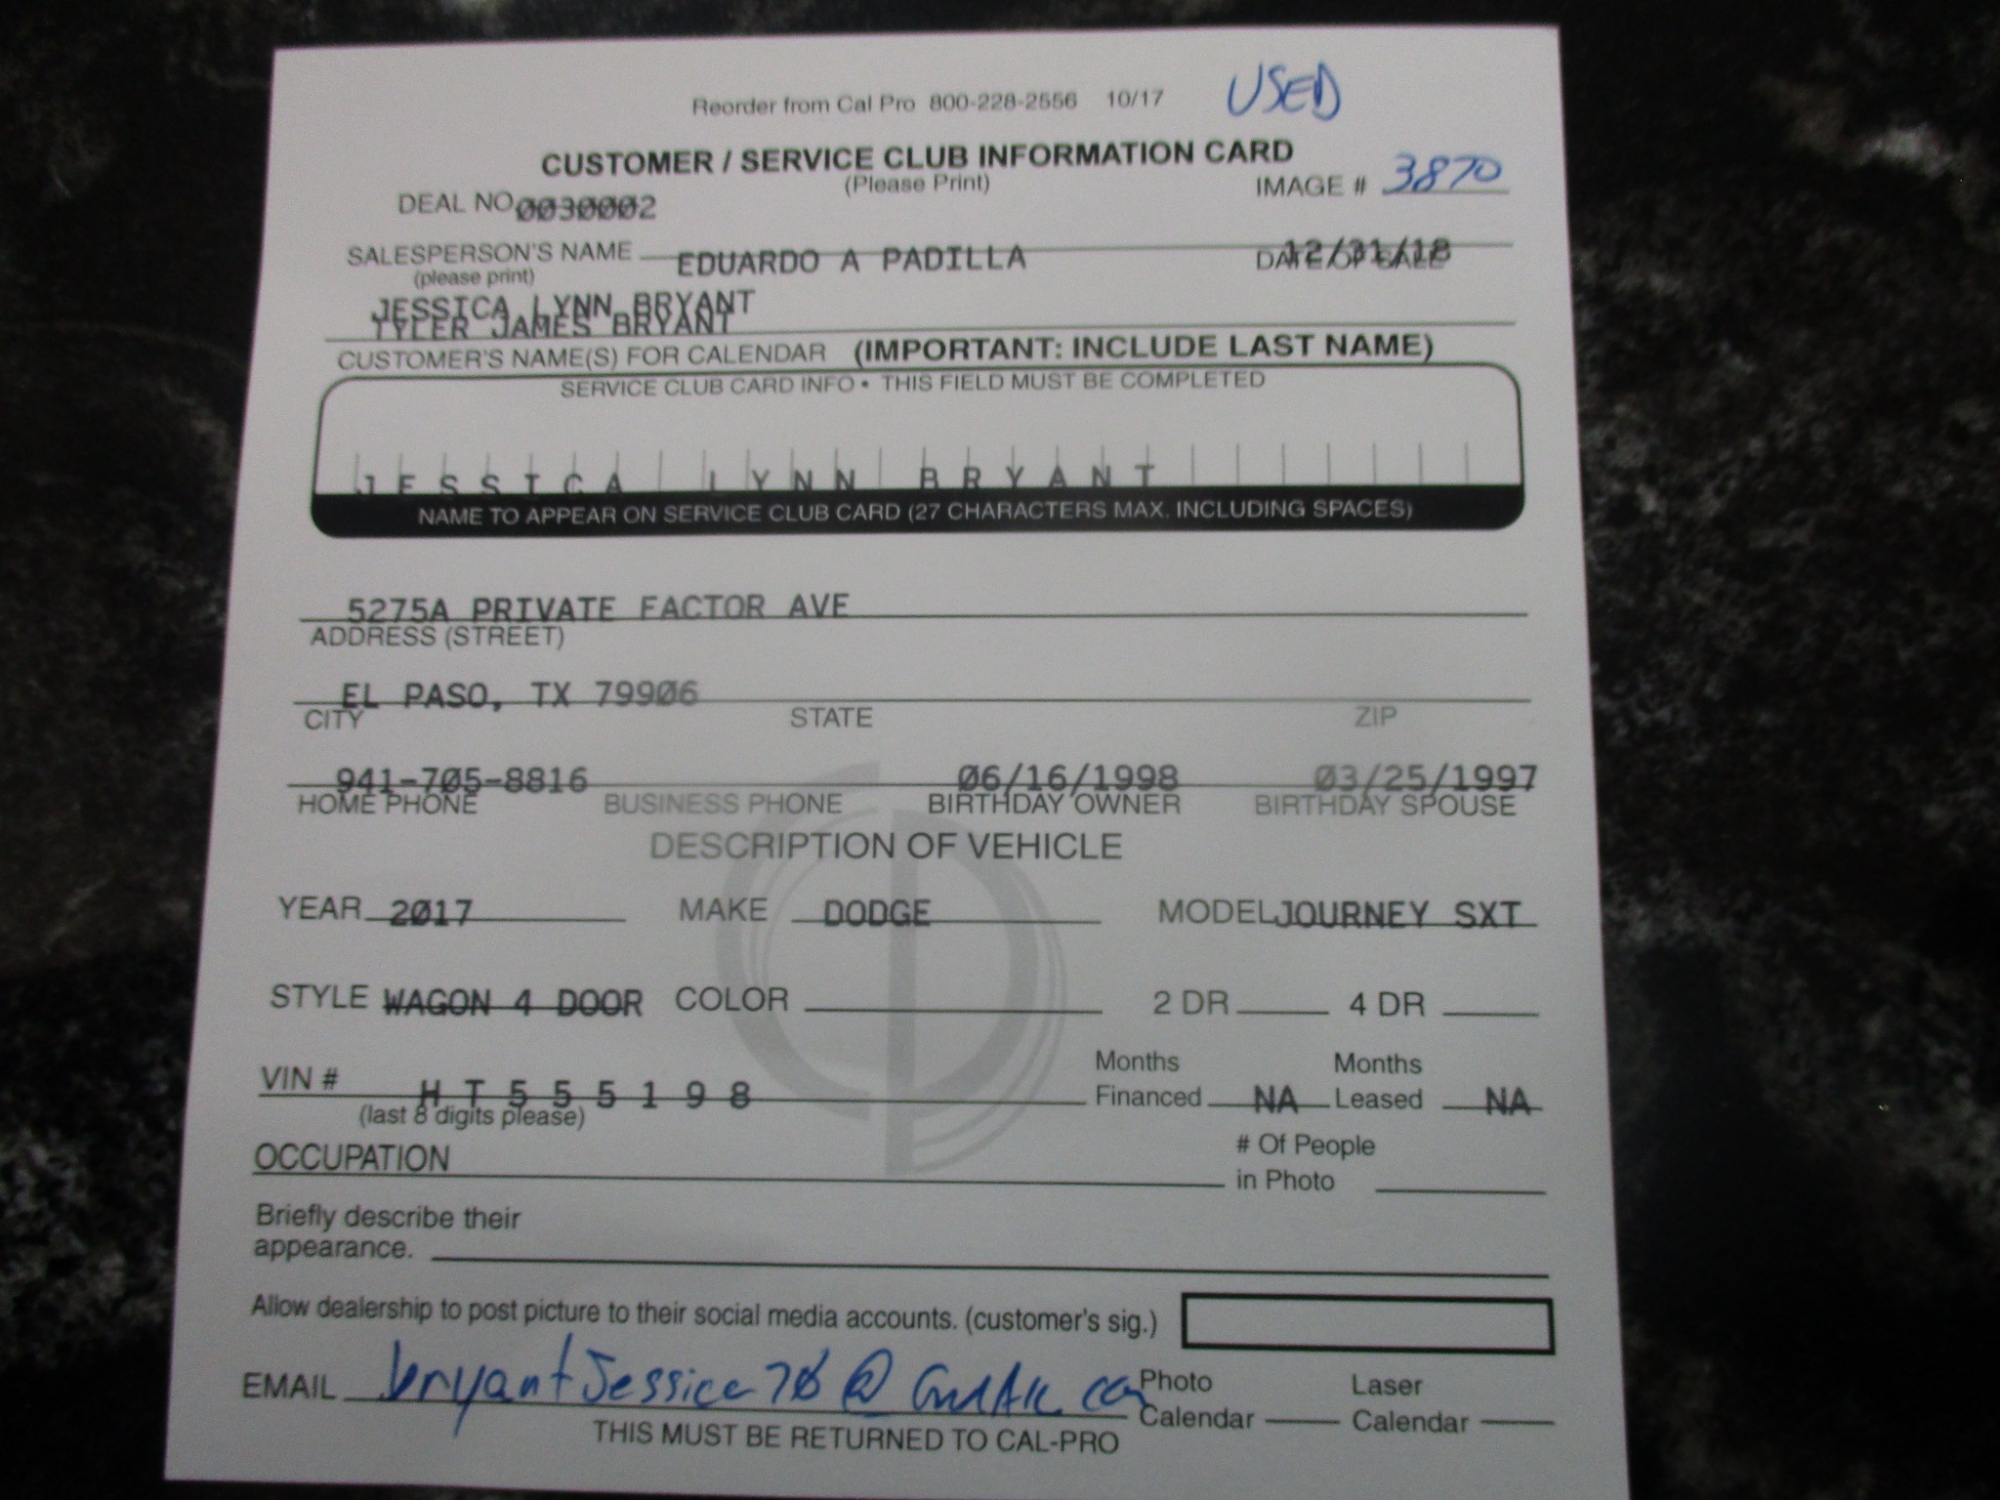 Reorder from Cal Pro 800-228-2556 10/17 USED
CUSTOMER / SERVICE CLUB INFORMATION CARD
(Please Print)
DEAL NO 0030002 IMAGE # 3870
SALESPERSON'S NAME EDUARDO A PADILLA DATE OF SALE 12/31/18
(please print)
JESSICA LYNN BRYANT
TYLER JAMES BRYANT
CUSTOMER'S NAME(S) FOR CALENDAR (IMPORTANT: INCLUDE LAST NAME)
SERVICE CLUB CARD INFO • THIS FIELD MUST BE COMPLETED
JESSICA LYNN BRYANT
NAME TO APPEAR ON SERVICE CLUB CARD (27 CHARACTERS MAX. INCLUDING SPACES)
5275A PRIVATE FACTOR AVE
ADDRESS (STREET)
EL PASO, TX 79906
CITY STATE ZIP
941-705-8816 06/16/1998 03/25/1997
HOME PHONE BUSINESS PHONE BIRTHDAY OWNER BIRTHDAY SPOUSE
DESCRIPTION OF VEHICLE
YEAR 2017 MAKE DODGE MODEL JOURNEY SXT
STYLE WAGON 4 DOOR COLOR 2 DR 4 DR
Months Months
VIN # HT555198 Financed NA Leased NA
(last 8 digits please)
OCCUPATION # Of People
in Photo
Briefly describe their
appearance.
Allow dealership to post picture to their social media accounts. (customer's sig.)
EMAIL Photo Laser
Calendar Calendar
THIS MUST BE RETURNED TO CAL-PRO